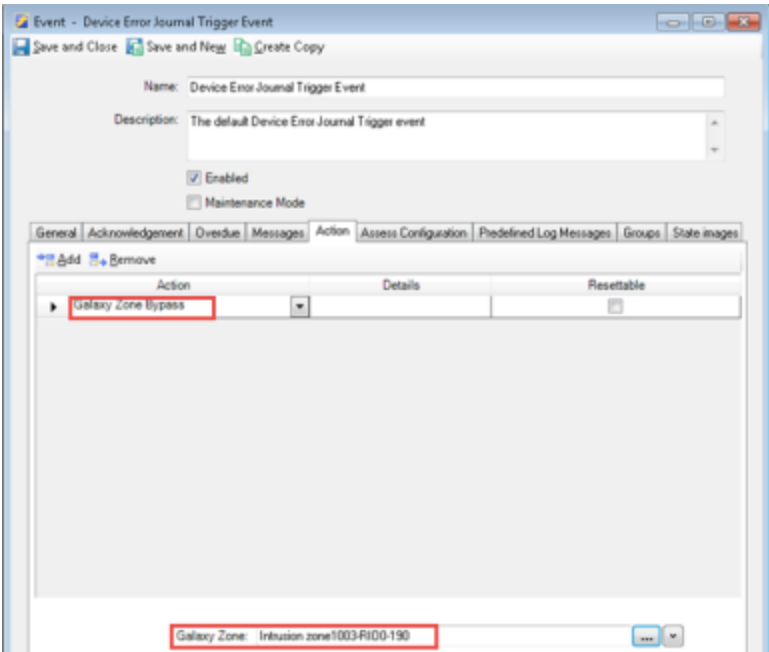 Event - Device Error Journal Trigger Event
Save and Close Save and New Create Copy
Name: Device Error Journal Trigger Event
Description: The default Device Error Journal Trigger event
Enabled
Maintenance Mode
General Acknowledgement Overdue Messages Action Assess Configuration Predefined Log Messages Groups State images
Add Remove
Action Details Resettable
Galaxy Zone Bypass
Galaxy Zone: Intrusion zone1003-RIO0-190
...